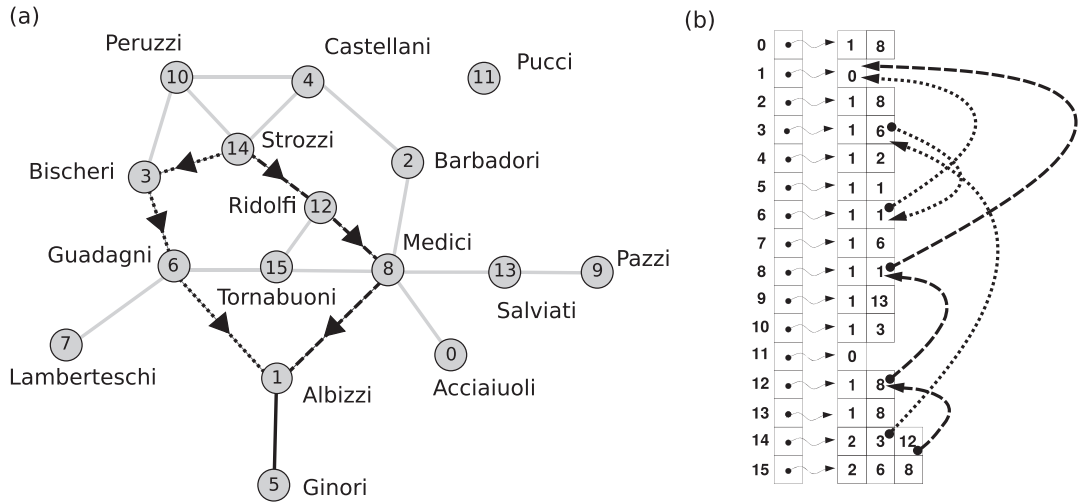 (a)
Peruzzi
10
Castellani
4
11
Pucci
14
Strozzi
Bischeri
3
2
Barbadori
Ridolfi
12
Guadagni
6
15
Tornabuoni
Medici
8
13
Salviati
9
Pazzi
7
Lamberteschi
0
Acciaiuoli
1
Albizzi
5
Ginori
(b)
0 1 8
1 0
2 1 8
3 1 6
4 1 2
5 1 1
6 1 1
7 1 6
8 1 1
9 1 13
10 1 3
11 0
12 1 8
13 1 8
14 2 3 12
15 2 6 8